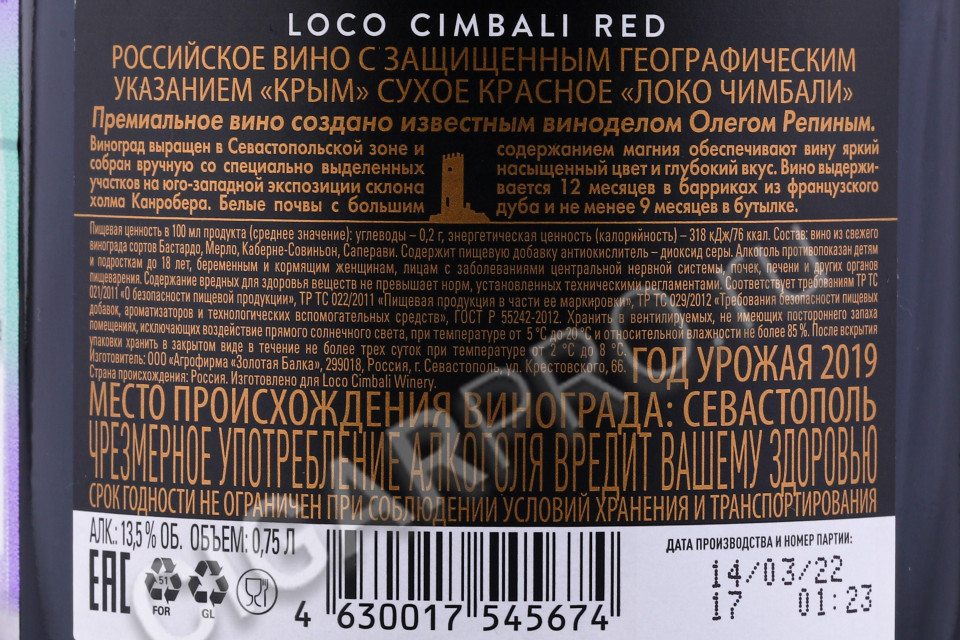 LOCO CIMBALI RED
РОССИЙСКОЕ ВИНО С ЗАЩИЩЕННЫМ ГЕОГРАФИЧЕСКИМ
УКАЗАНИЕМ «КРЫМ» СУХОЕ КРАСНОЕ «ЛОКО ЧИМБАЛИ»
Премиальное вино создано известным виноделом Олегом Репиным.
Виноград выращен в Севастопольской зоне и
собран вручную со специально выделенных
участков на юго-западной экспозиции склона
холма Канробера. Белые почвы с большим
содержанием магния обеспечивают вину яркий
насыщенный цвет и глубокий вкус. Вино выдержи-
вается 12 месяцев в барриках из французского
дуба и не менее 9 месяцев в бутылке.
Пищевая ценность в 100 мл продукта (среднее значение): углеводы – 0,2 г, энергетическая ценность (калорийность) – 318 кДж/76 ккал. Состав: вино из свежего
винограда сортов Бастардо, Мерло, Каберне-Совиньон, Саперави. Содержит пищевую добавку антиокислитель – диоксид серы. Алкоголь противопоказан детям
и подросткам до 18 лет, беременным и кормящим женщинам, лицам с заболеваниями центральной нервной системы, почек, печени и других органов
пищеварения. Содержание вредных для здоровья веществ не превышает норм, установленных техническими регламентами. Соответствует требованиям ТР ТС
021/2011 «О безопасности пищевой продукции», ТР ТС 022/2011 «Пищевая продукция в части ее маркировки», ТР ТС 029/2012 «Требования безопасности пищевых
добавок, ароматизаторов и технологических вспомогательных средств», ГОСТ Р 55242-2012. Хранить в вентилируемых, не имеющих постороннего запаха
помещениях, исключающих воздействие прямого солнечного света, при температуре от 5 °C до 20 °C и относительной влажности не более 85 %. После вскрытия
упаковки хранить в закрытом виде в течение не более трех суток при температуре от 2 °C до 8 °C.
Изготовитель: ООО «Агрофирма «Золотая Балка», 299018, Россия, г. Севастополь, ул. Крестовского, 66.
Страна происхождения: Россия. Изготовлено для Loco Cimbali Winery.
ГОД УРОЖАЯ 2019
МЕСТО ПРОИСХОЖДЕНИЯ ВИНОГРАДА: СЕВАСТОПОЛЬ
ЧРЕЗМЕРНОЕ УПОТРЕБЛЕНИЕ АЛКОГОЛЯ ВРЕДИТ ВАШЕМУ ЗДОРОВЬЮ
СРОК ГОДНОСТИ НЕ ОГРАНИЧЕН ПРИ СОБЛЮДЕНИИ УСЛОВИЙ ХРАНЕНИЯ И ТРАНСПОРТИРОВАНИЯ
АЛК.: 13,5 % ОБ. ОБЪЕМ: 0,75 Л
EAC
51
FOR
GL
4 630017 545674
ДАТА ПРОИЗВОДСТВА И НОМЕР ПАРТИИ:
14/03/22
17 01:23
CIGARPRO.ru